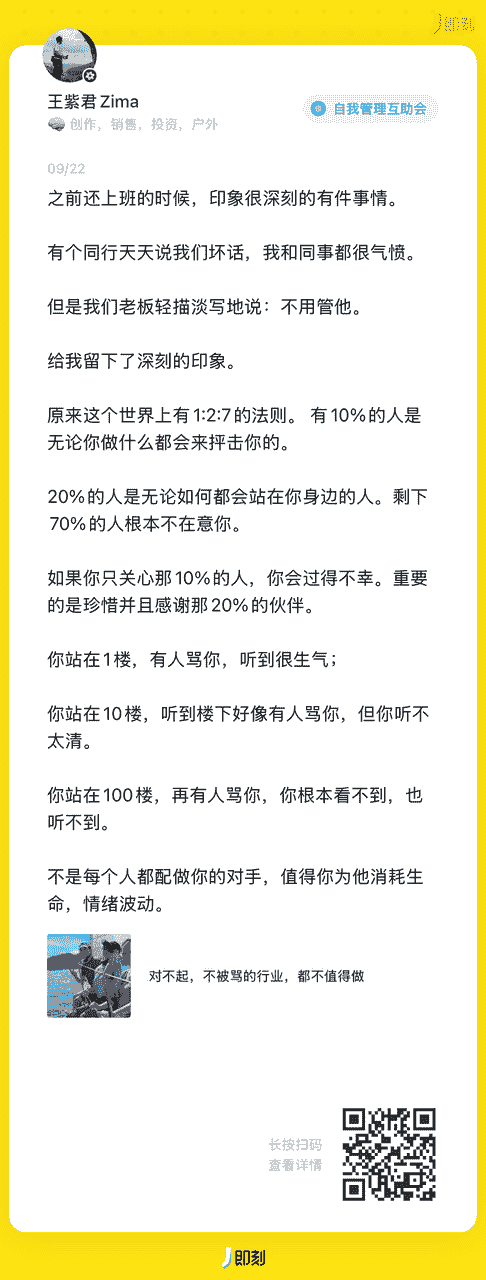 即刻
王紫君Zima
创作，销售，投资，户外
自我管理互助会
09/22
之前还上班的时候，印象很深刻的有件事情。
有个同行天天说我们坏话，我和同事都很气愤。
但是我们老板轻描淡写地说：不用管他。
给我留下了深刻的印象。
原来这个世界上有1:2:7的法则。 有10%的人是
无论你做什么都会来抨击你的。
20%的人是无论如何都会站在你身边的人。剩下
70%的人根本不在意你。
如果你只关心那10%的人，你会过得不幸。重要
的是珍惜并且感谢那20%的伙伴。
你站在1楼，有人骂你，听到很生气；
你站在10楼，听到楼下好像有人骂你，但你听不
太清。
你站在100楼，再有人骂你，你根本看不到，也
听不到。
不是每个人都配做你的对手，值得你为他消耗生
命，情绪波动。
对不起，不被骂的行业，都不值得做
长按扫码
查看详情
即刻